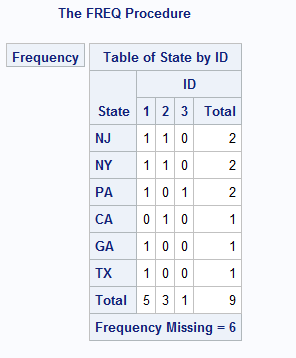 The FREQ Procedure
Frequency
Table of State by ID
ID
State 1 2 3 Total
NJ 1 1 0 2
NY 1 1 0 2
PA 1 0 1 2
CA 0 1 0 1
GA 1 0 0 1
TX 1 0 0 1
Total 5 3 1 9
Frequency Missing = 6